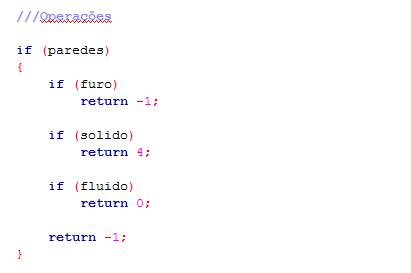 ///Operações
if (paredes)
{
if (furo)
return -1;
if (solido)
return 4;
if (fluido)
return 0;
return -1;
}